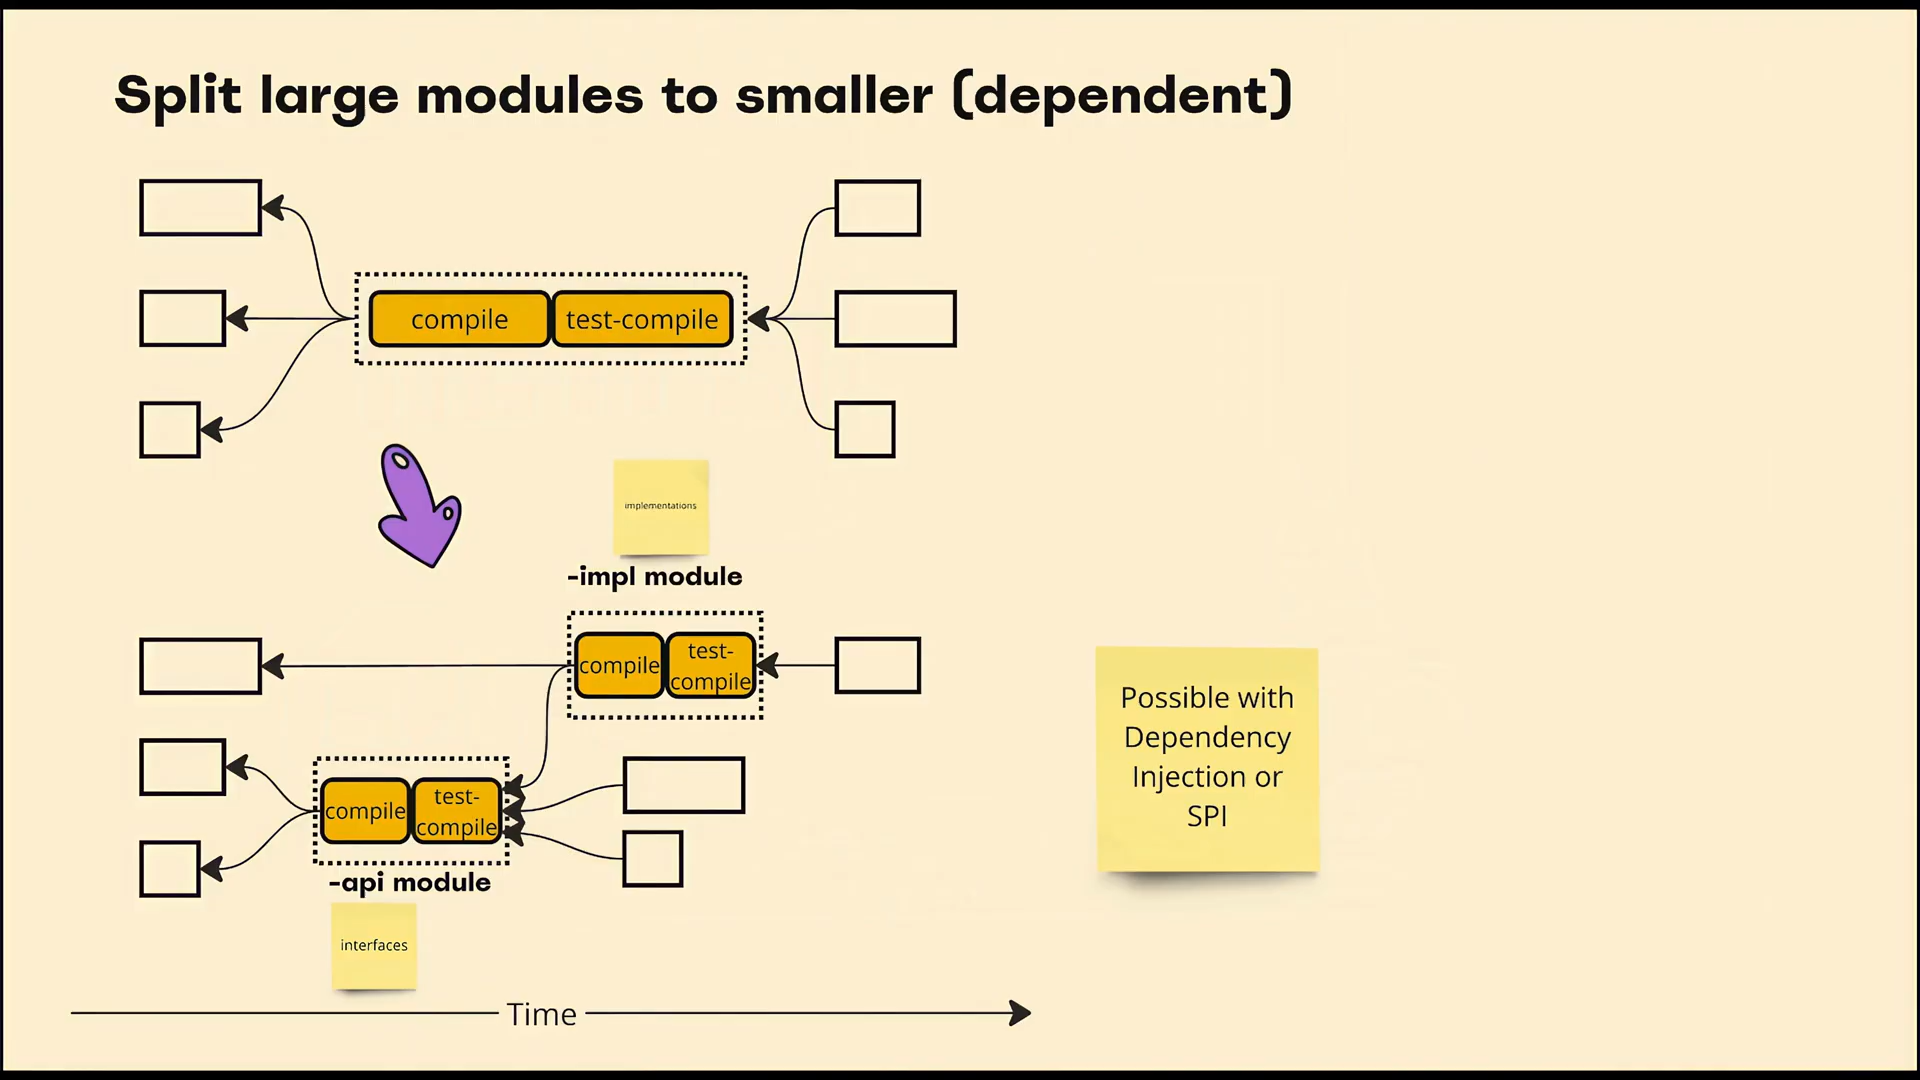 Split large modules to smaller (dependent)
compile
test-compile
implementations
-impl module
compile
test-
compile
compile
test-
compile
-api module
interfaces
Possible with
Dependency
Injection or
SPI
Time